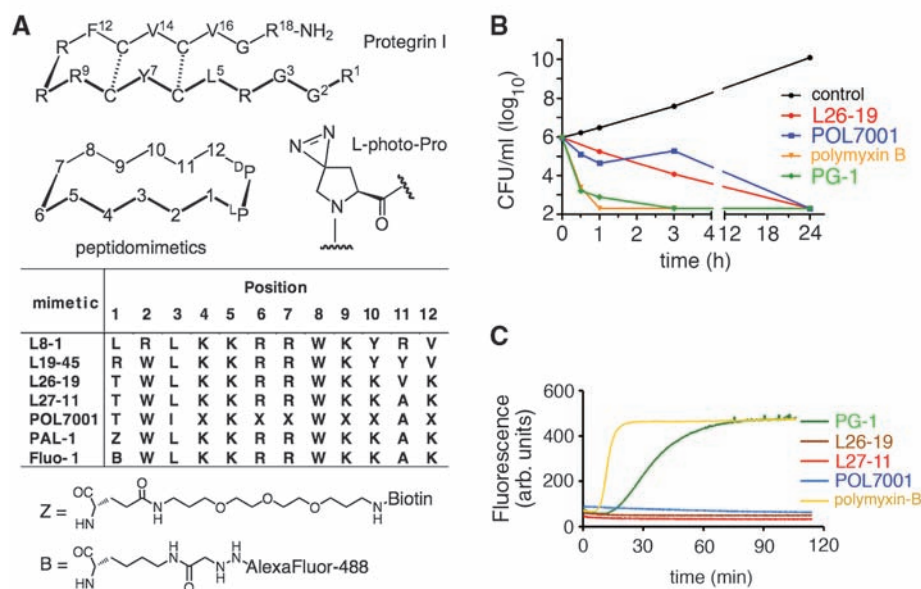 A
F12 V14 V16 R18-NH2
Protegrin I
R C C G
R9 Y7 L5 G3 R1
R C C R G2
L-photo-Pro
8 10 12
7 9 11 DP
5 3 1
6 4 2 LP
peptidomimetics
N N
N
O
mimetic Position
1 2 3 4 5 6 7 8 9 10 11 12
L8-1 L R L K K R R W K Y R V
L19-45 R W L K K R R W K Y Y V
L26-19 T W L K K R R W K K V K
L27-11 T W L K K R R W K K A K
POL7001 T W I X K X X W X K A X
PAL-1 Z W L K K R R W K K A K
Fluo-1 B W L K K R R W K K A K
Z = OC HN O N H O O O N H Biotin
B = OC HN H N O H N N H AlexaFluor-488
B
CFU/ml (log10)
10
8
6
4
2
0 1 2 3 4 12 18 24
time (h)
control
L26-19
POL7001
polymyxin B
PG-1
C
Fluorescence
(arb. units)
600
400
200
0
0 30 60 90 120
time (min)
PG-1
L26-19
L27-11
POL7001
polymyxin-B